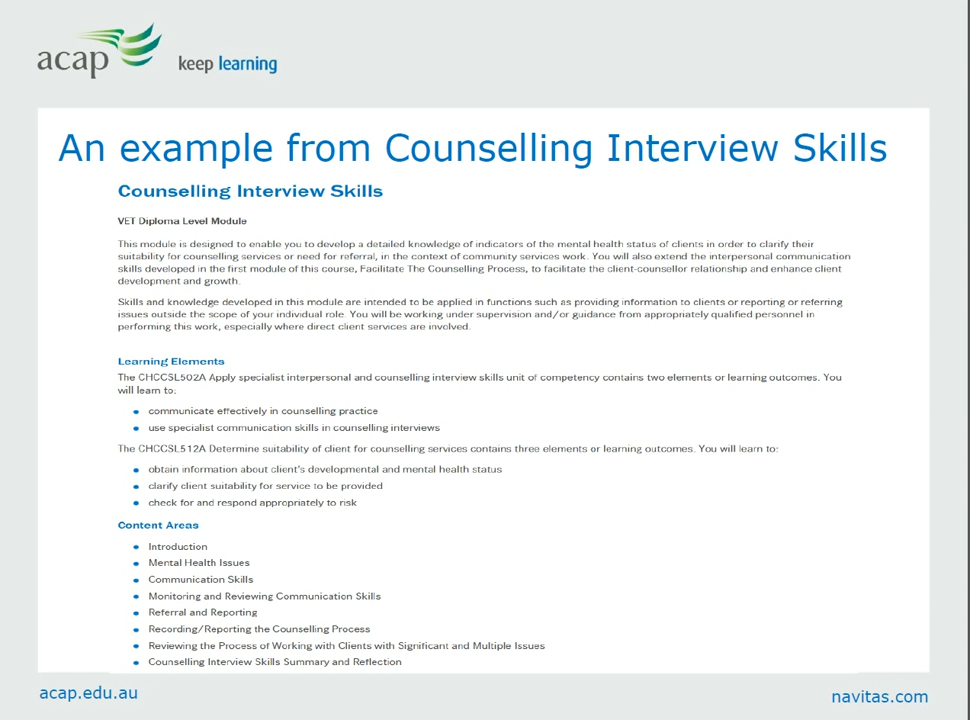 acap
keep learning
An example from Counselling Interview Skills
Counselling Interview Skills
VET Diploma Level Module
This module is designed to enable you to develop a detailed knowledge of indicators of the mental health status of clients in order to clarify their
suitability for counselling services or need for referral, in the context of community services work. You will also extend the interpersonal communication
skills developed in the first module of this course, Facilitate The Counselling Process, to facilitate the client-counsellor relationship and enhance client
development and growth.
Skills and knowledge developed in this module are intended to be applied in functions such as providing information to clients or reporting or referring
issues outside the scope of your individual role. You will be working under supervision and/or guidance from appropriately qualified personnel in
performing this work, especially where direct client services are involved.
Learning Elements
The CHCCSL502A Apply specialist interpersonal and counselling interview skills unit of competency contains two elements or learning outcomes. You
will learn to:
• communicate effectively in counselling practice
• use specialist communication skills in counselling interviews
The CHCCSL512A Determine suitability of client for counselling services contains three elements or learning outcomes. You will learn to:
• obtain information about client's developmental and mental health status
• clarify client suitability for service to be provided
• check for and respond appropriately to risk
Content Areas
• Introduction
• Mental Health Issues
• Communication Skills
• Monitoring and Reviewing Communication Skills
• Referral and Reporting
• Recording/Reporting the Counselling Process
• Reviewing the Process of Working with Clients with Significant and Multiple Issues
• Counselling Interview Skills Summary and Reflection
acap.edu.au
navitas.com